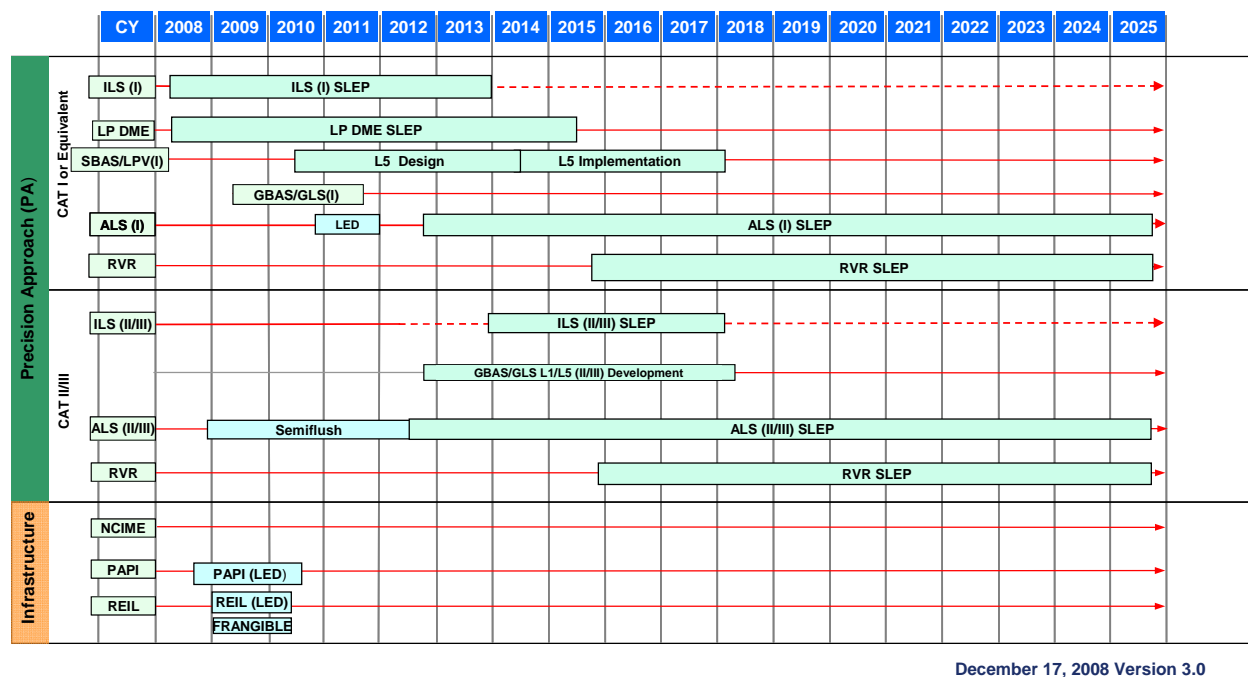 CY 2008 2009 2010 2011 2012 2013 2014 2015 2016 2017 2018 2019 2020 2021 2022 2023 2024 2025
Precision Approach (PA)
CAT I or Equivalent
ILS (I) ILS (I) SLEP
LP DME LP DME SLEP
SBAS/LPV(I) L5 Design L5 Implementation
GBAS/GLS(I)
ALS (I) LED ALS (I) SLEP
RVR RVR SLEP
CAT II/III
ILS (II/III) ILS (II/III) SLEP
GBAS/GLS L1/L5 (II/III) Development
ALS (II/III) Semiflush ALS (II/III) SLEP
RVR RVR SLEP
Infrastructure
NCIME
PAPI PAPI (LED)
REIL REIL (LED)
FRANGIBLE
December 17, 2008 Version 3.0